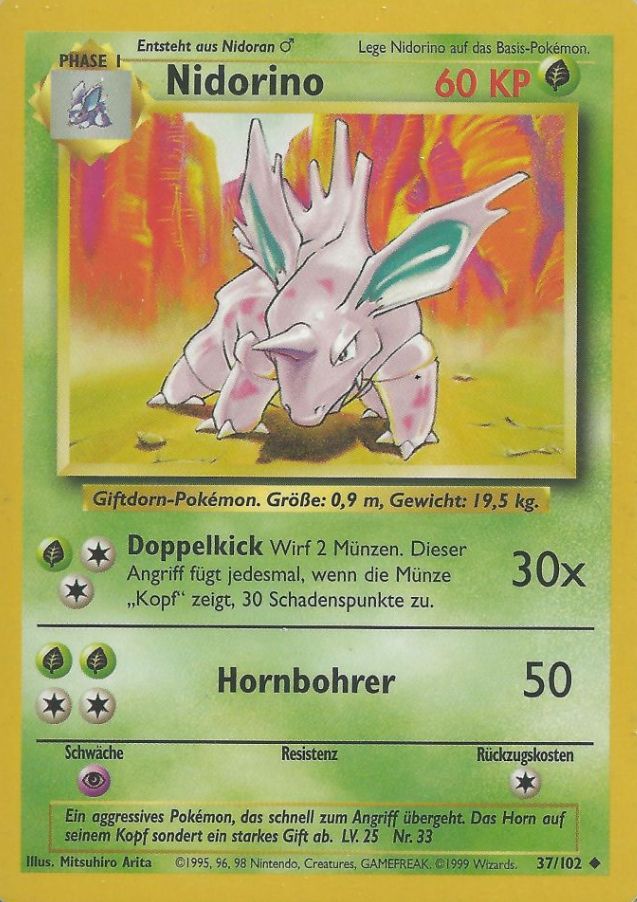 Entsteht aus Nidoran ♂
Lege Nidorino auf das Basis-Pokémon.
PHASE 1
Nidorino
60 KP
Giftdorn-Pokémon. Größe: 0,9 m, Gewicht: 19,5 kg.
Doppelkick Wirf 2 Münzen. Dieser
Angriff fügt jedesmal, wenn die Münze
„Kopf“ zeigt, 30 Schadenspunkte zu.
30x
Hornbohrer
50
Schwäche
Resistenz
Rückzugskosten
Ein aggressives Pokémon, das schnell zum Angriff übergeht. Das Horn auf
seinem Kopf sondert ein starkes Gift ab. LV. 25 Nr. 33
Illus. Mitsuhiro Arita
©1995, 96, 98 Nintendo, Creatures, GAMEFREAK. ©1999 Wizards.
37/102 ◆